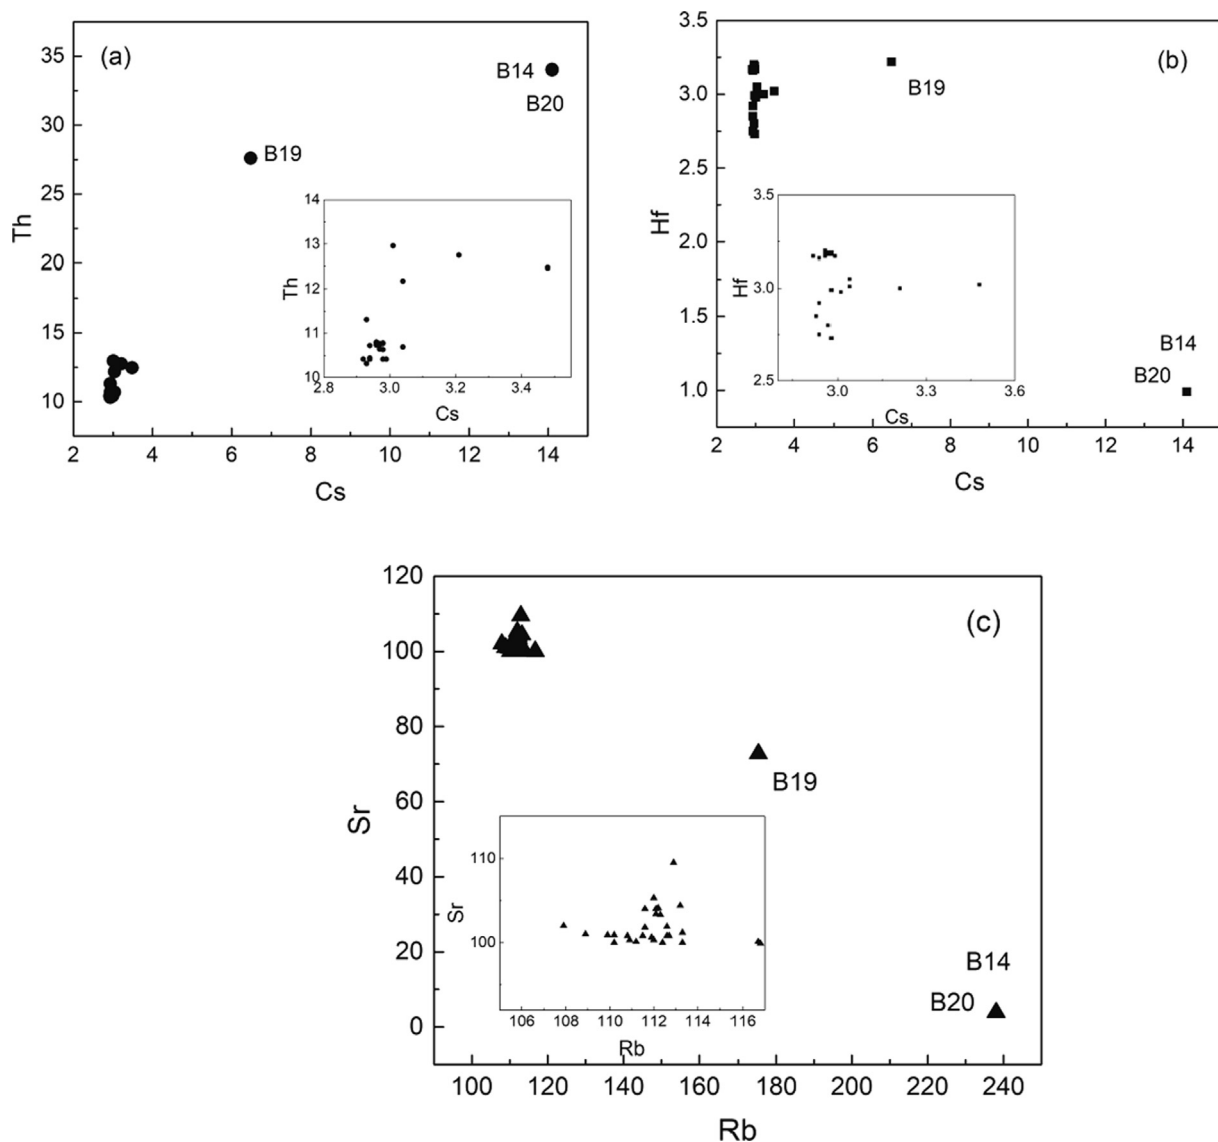 (a)
35
30
25
20
15
10
Th
B14
B20
B19
14
13
12
11
10
Th
2.8
3.0
3.2
3.4
Cs
2
4
6
8
10
12
14
Cs
3.5
3.0
2.5
2.0
1.5
1.0
Hf
(b)
B19
3.5
3.0
2.5
Hf
3.0
3.3
3.6
Cs
B14
B20
2
4
6
8
10
12
14
Cs
120
100
80
60
40
20
0
Sr
(c)
B19
110
100
Sr
106
108
110
112
114
116
Rb
B14
B20
100
120
140
160
180
200
220
240
Rb